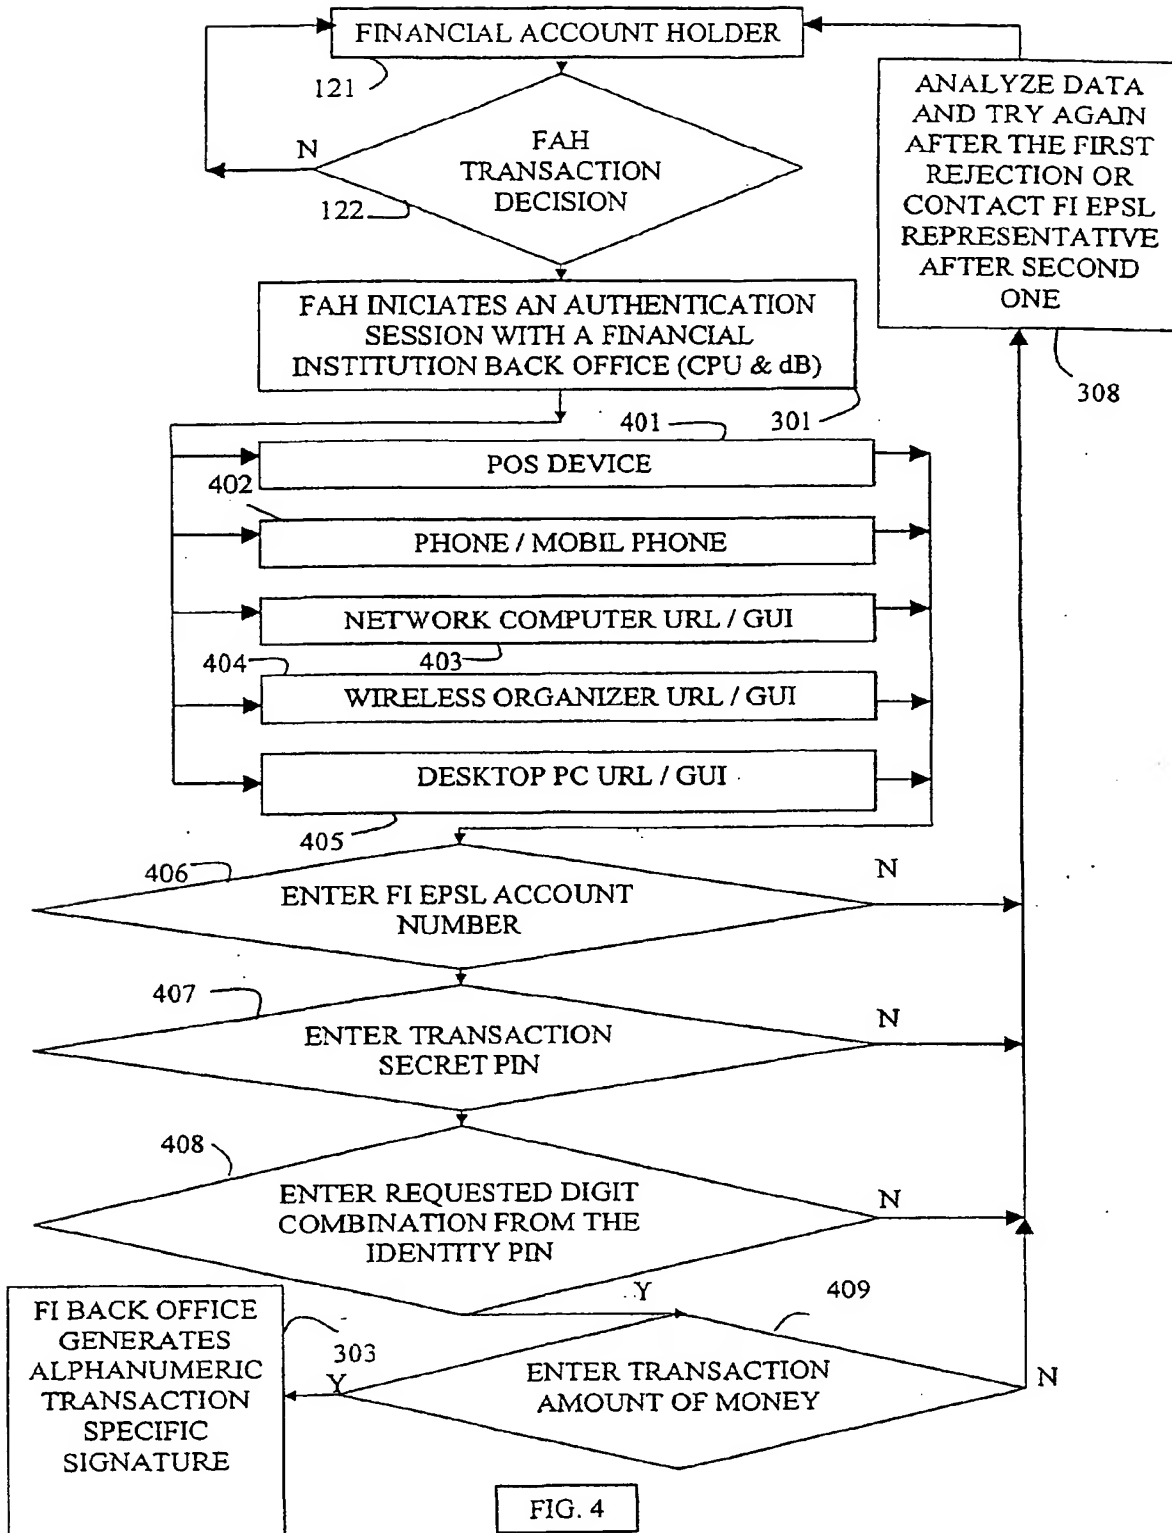 FINANCIAL ACCOUNT HOLDER
121
ANALYZE DATA
AND TRY AGAIN
AFTER THE FIRST
REJECTION OR
CONTACT FI EPSL
REPRESENTATIVE
AFTER SECOND
ONE
308
N
FAH
TRANSACTION
DECISION
122
FAH INICIATES AN AUTHENTICATION
SESSION WITH A FINANCIAL
INSTITUTION BACK OFFICE (CPU & dB)
301
401
POS DEVICE
402
PHONE / MOBIL PHONE
NETWORK COMPUTER URL / GUI
403
404
WIRELESS ORGANIZER URL / GUI
DESKTOP PC URL / GUI
405
406
N
ENTER FI EPSL ACCOUNT
NUMBER
407
N
ENTER TRANSACTION
SECRET PIN
408
N
ENTER REQUESTED DIGIT
COMBINATION FROM THE
IDENTITY PIN
Y
409
FI BACK OFFICE
GENERATES
ALPHANUMERIC
TRANSACTION
SPECIFIC
SIGNATURE
303
Y
ENTER TRANSACTION
AMOUNT OF MONEY
N
FIG. 4